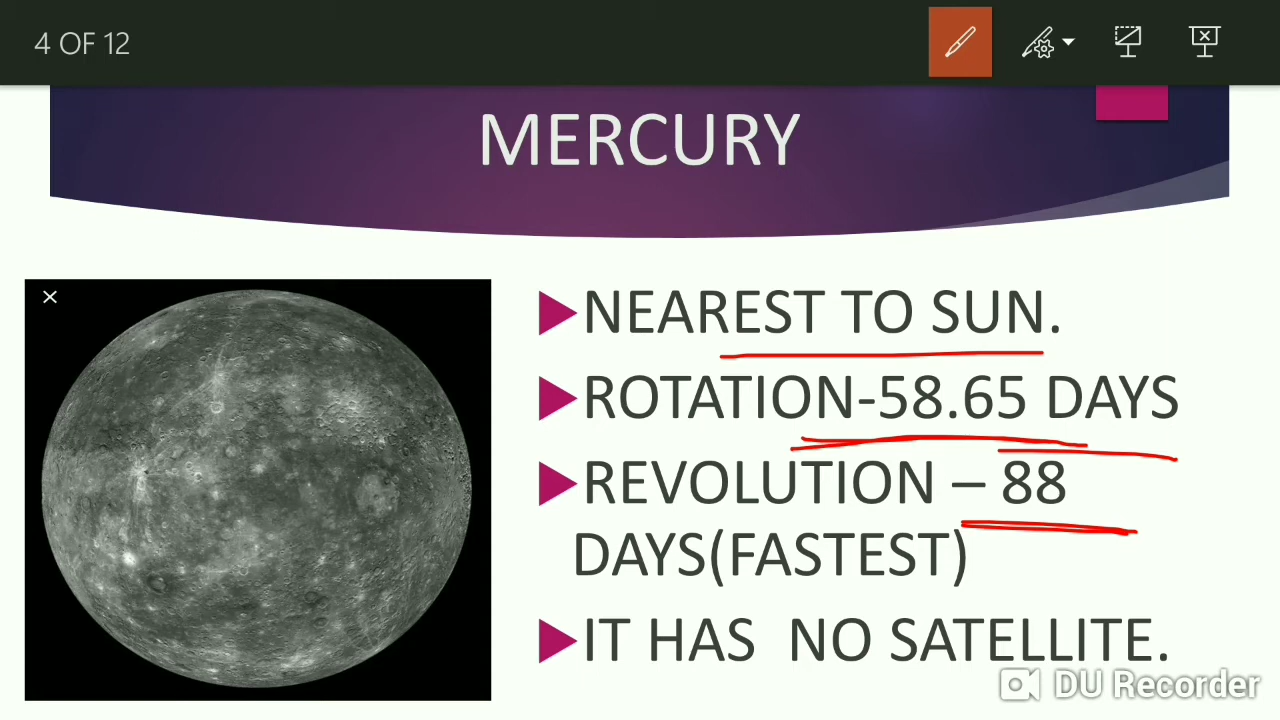 4 OF 12
MERCURY
NEAREST TO SUN.
ROTATION-58.65 DAYS
REVOLUTION – 88
DAYS(FASTEST)
IT HAS NO SATELLITE.
DU Recorder